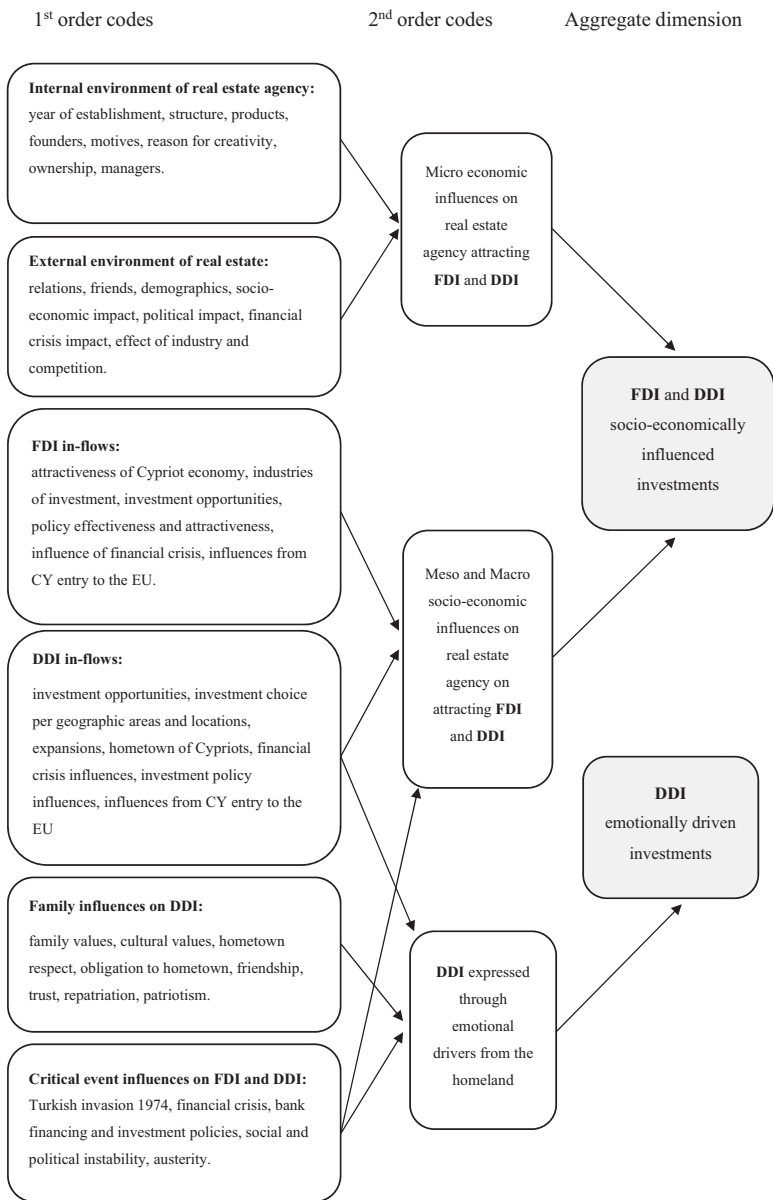 1st order codes
2nd order codes
Aggregate dimension
Internal environment of real estate agency:
year of establishment, structure, products,
founders, motives, reason for creativity,
ownership, managers.
External environment of real estate:
relations, friends, demographics, socio-
economic impact, political impact, financial
crisis impact, effect of industry and
competition.
FDI in-flows:
attractiveness of Cypriot economy, industries
of investment, investment opportunities,
policy effectiveness and attractiveness,
influence of financial crisis, influences from
CY entry to the EU.
DDI in-flows:
investment opportunities, investment choice
per geographic areas and locations,
expansions, hometown of Cypriots, financial
crisis influences, investment policy
influences, influences from CY entry to the
EU
Family influences on DDI:
family values, cultural values, hometown
respect, obligation to hometown, friendship,
trust, repatriation, patriotism.
Critical event influences on FDI and DDI:
Turkish invasion 1974, financial crisis, bank
financing and investment policies, social and
political instability, austerity.
Micro economic
influences on
real estate
agency attracting
FDI and DDI
Meso and Macro
socio-economic
influences on
real estate
agency on
attracting FDI
and DDI
DDI expressed
through
emotional
drivers from the
homeland
FDI and DDI
socio-economically
influenced
investments
DDI
emotionally driven
investments